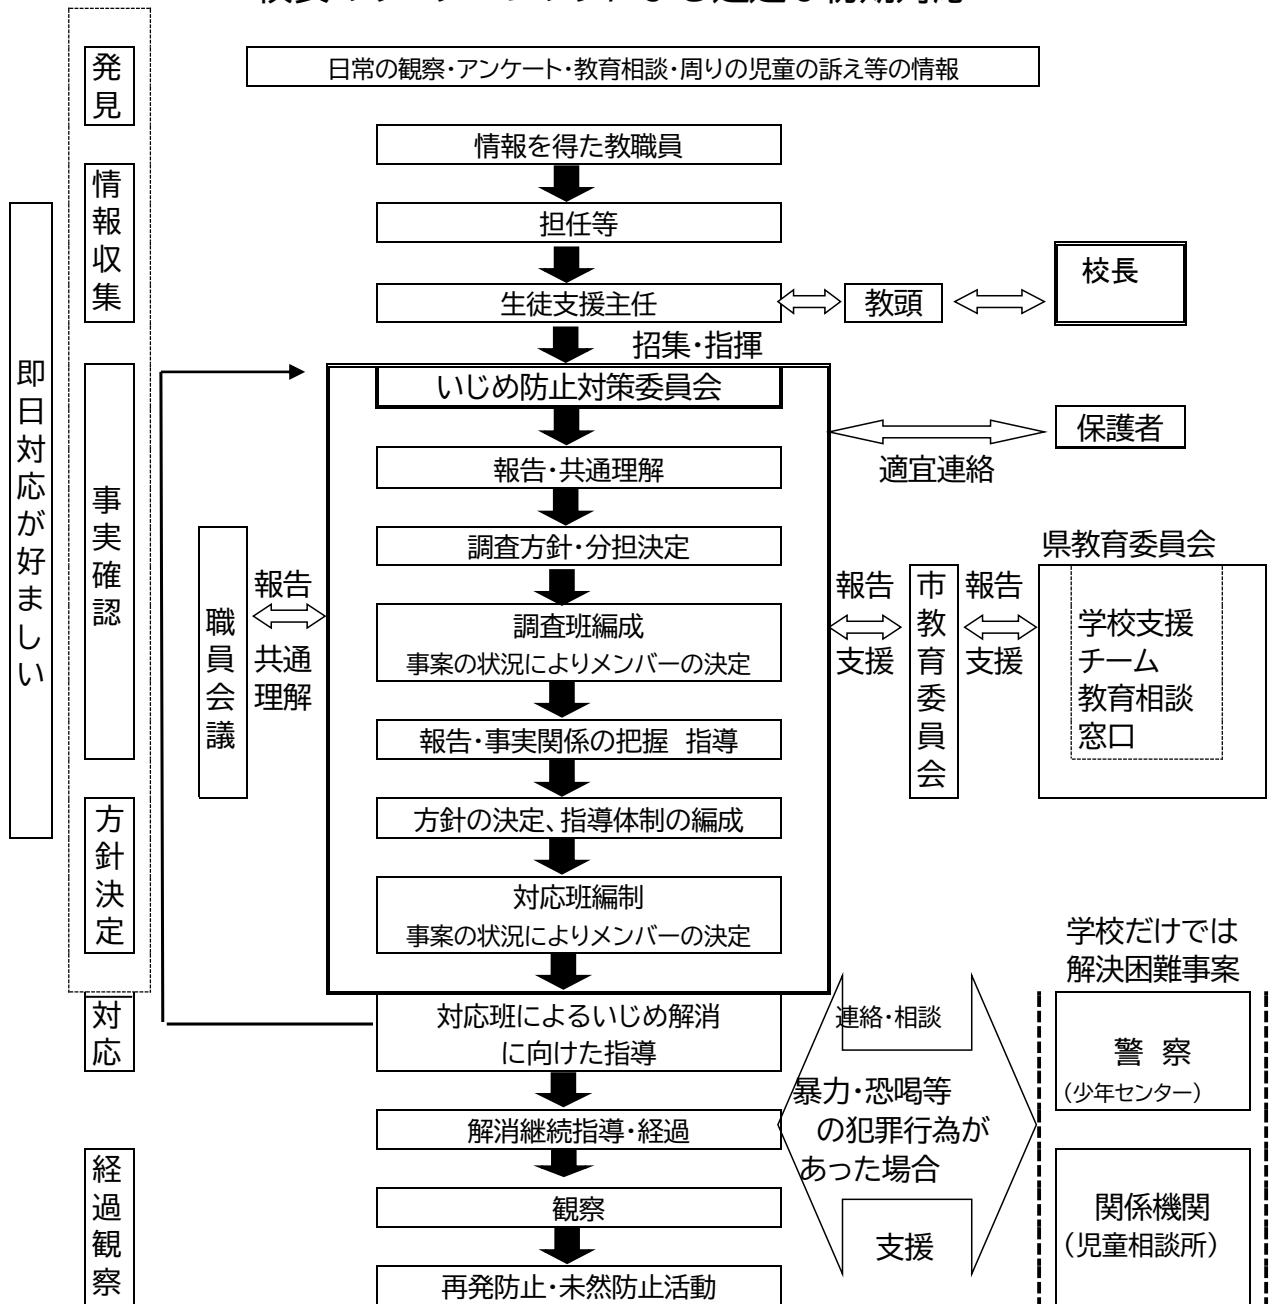 発見
日常の観察・アンケート・教育相談・周りの児童の訴え等の情報
情報を得た教職員
情報収集
担任等
生徒支援主任
教頭
校長
招集・指揮
即日対応が好ましい
いじめ防止対策委員会
保護者
適宜連絡
事実確認
報告・共通理解
調査方針・分担決定
職員会議
報告
共通
理解
調査班編成
事案の状況によりメンバーの決定
報告
支援
市教育委員会
報告
支援
県教育委員会
学校支援
チーム
教育相談
窓口
報告・事実関係の把握 指導
方針決定
方針の決定、指導体制の編成
対応班編制
事案の状況によりメンバーの決定
学校だけでは
解決困難事案
対応
対応班によるいじめ解消
に向けた指導
連絡・相談
警 察
（少年センター）
暴力・恐喝等
の犯罪行為が
あった場合
解消継続指導・経過
経過観察
観察
支援
関係機関
（児童相談所）
再発防止・未然防止活動